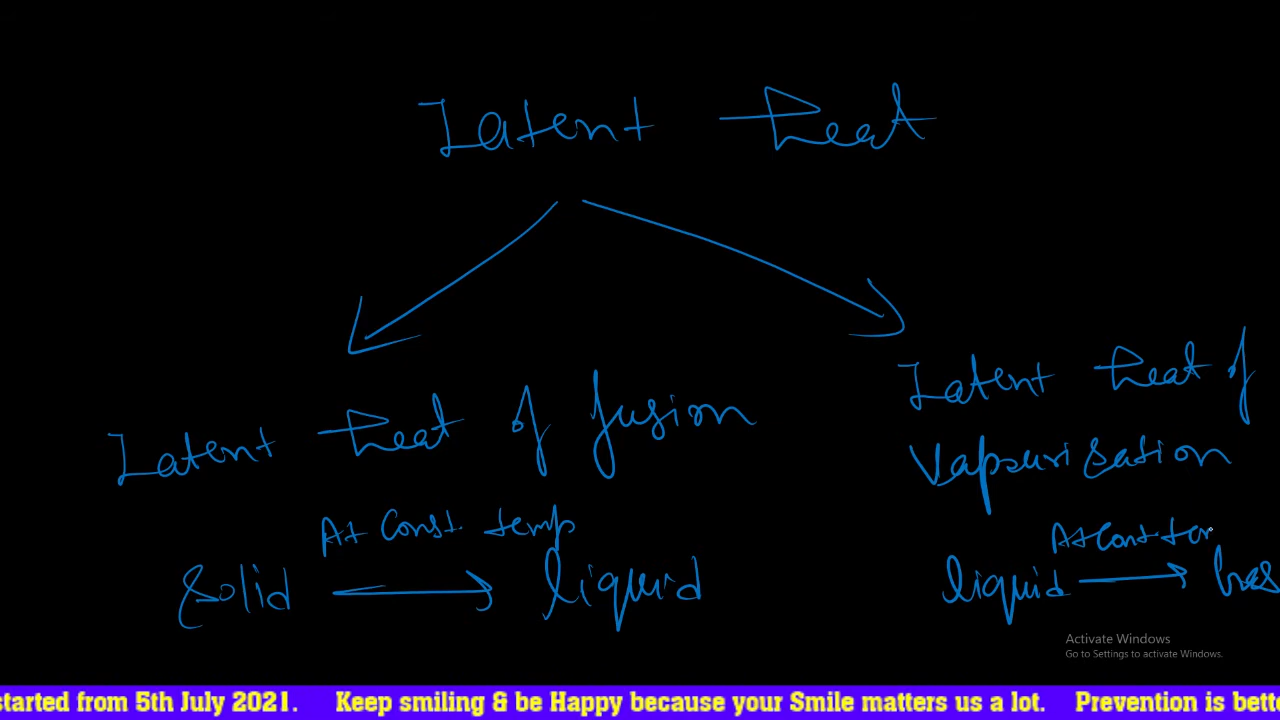 Latent Heat
Latent Heat of fusion
Latent Heat of
Vapourisation
At Const. temp
Solid → liquid
At Const. tem
liquid → Gas
Activate Windows
Go to Settings to activate Windows.
started from 5th July 2021. Keep smiling & be Happy because your Smile matters us a lot. Prevention is bette